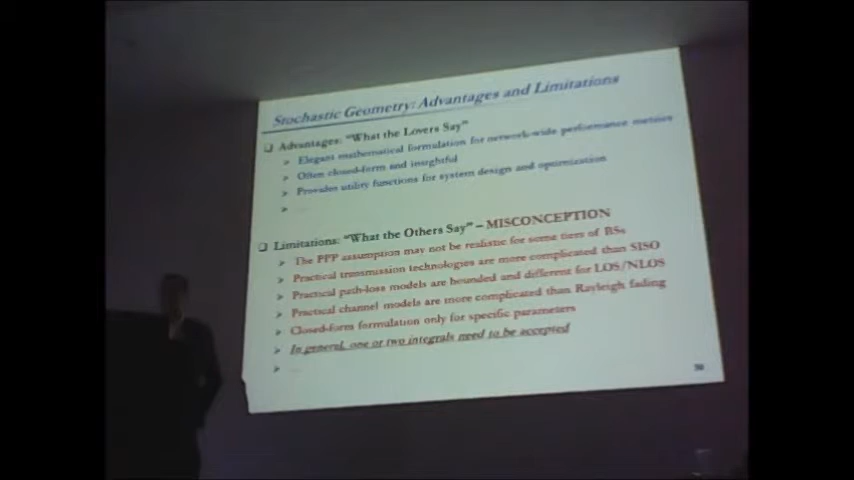 Stochastic Geometry: Advantages and Limitations
Advantages: "What the Lovers Say"
Elegant mathematical formulation for network-wide performance metrics
Often closed-form and insightful
Provides utility functions for system design and optimization
...
Limitations: "What the Others Say" – MISCONCEPTION
The PPP assumption may not be realistic for some tiers of BSs
Practical transmission technologies are more complicated than SISO
Practical path-loss models are bounded and different for LOS/NLOS
Practical channel models are more complicated than Rayleigh fading
Closed-form formulation only for specific parameters
In general, one or two integrals need to be accepted
...